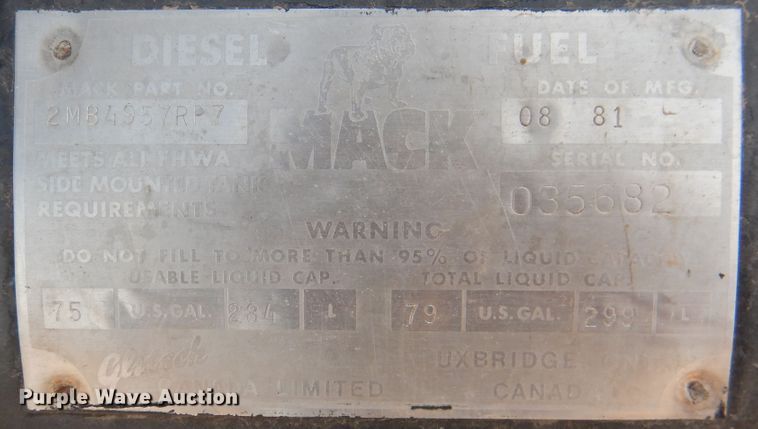 DIESEL FUEL
MACK PART NO.
DATE OF MFG.
08 81
MACK
MEETS ALL FHWA
SIDE MOUNTED TANK
REQUIREMENTS
SERIAL NO.
035682
WARNING
DO NOT FILL TO MORE THAN 95% OF LIQUID CAPACITY
USABLE LIQUID CAP. TOTAL LIQUID CAP.
75 U.S.GAL. 284 L 79 U.S.GAL. 299 L
UXBRIDGE
CANADA LIMITED CANADA
Purple Wave Auction